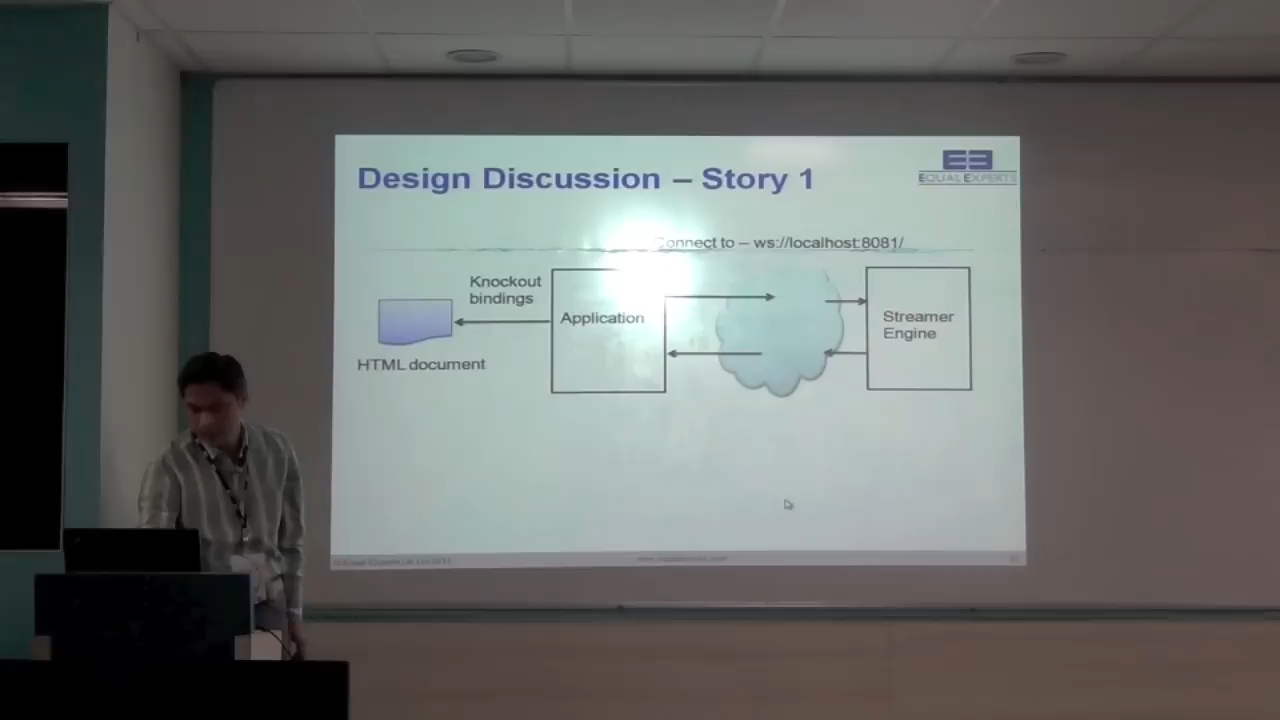 Design Discussion – Story 1
EQUAL EXPERTS
Connect to – ws://localhost:8081/
Knockout
bindings
Application
Streamer
Engine
HTML document